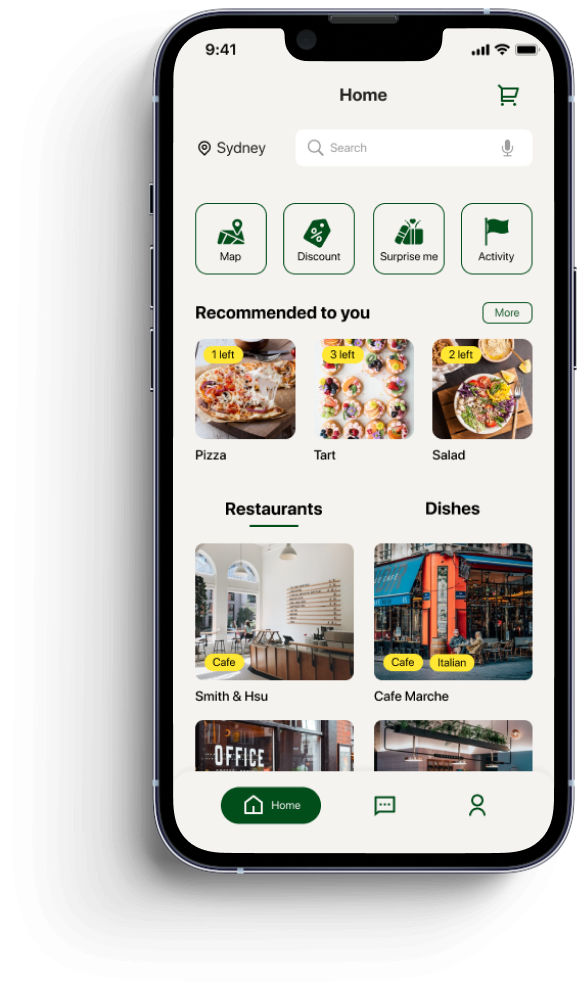 9:41
Home
Sydney
Search
Map
Discount
Surprise me
Activity
Recommended to you
More
1 left
3 left
2 left
Pizza
Tart
Salad
Restaurants
Dishes
Cafe
Cafe
Italian
Smith & Hsu
Cafe Marche
OFFICE
Home